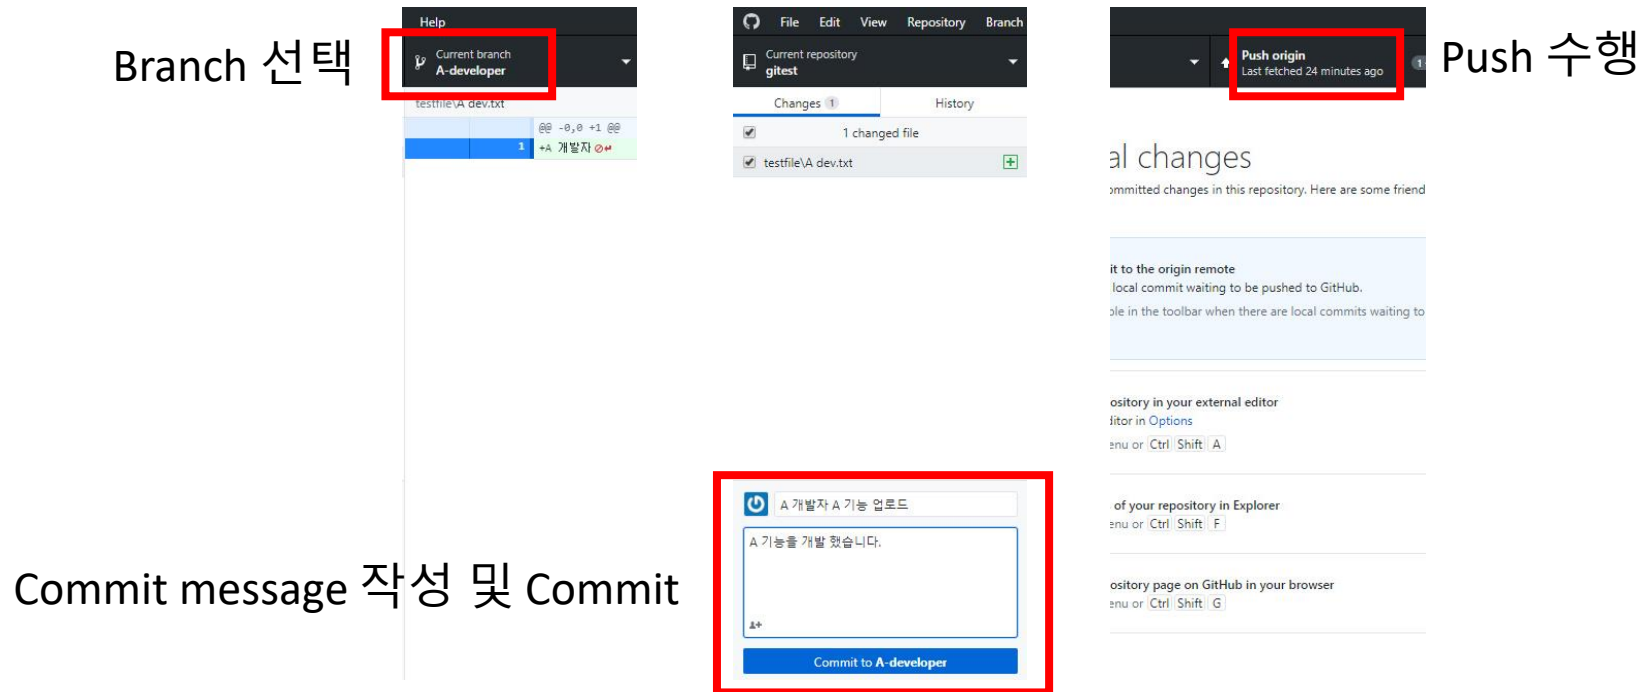 Branch 선택
Help
Current branch
A-developer
testfile\A dev.txt
@@ -0,0 +1 @@
1 +A 개발자
File Edit View Repository Branch
Current repository
gitest
Changes 1 History
1 changed file
testfile\A dev.txt
Push origin
Last fetched 24 minutes ago
1
Push 수행
al changes
ommitted changes in this repository. Here are some friend
it to the origin remote
local commit waiting to be pushed to GitHub.
ble in the toolbar when there are local commits waiting to
ository in your external editor
ditor in Options
enu or Ctrl Shift A
of your repository in Explorer
enu or Ctrl Shift F
ository page on GitHub in your browser
enu or Ctrl Shift G
Commit message 작성 및 Commit
A 개발자 A 기능 업로드
A 기능을 개발 했습니다.
Commit to A-developer